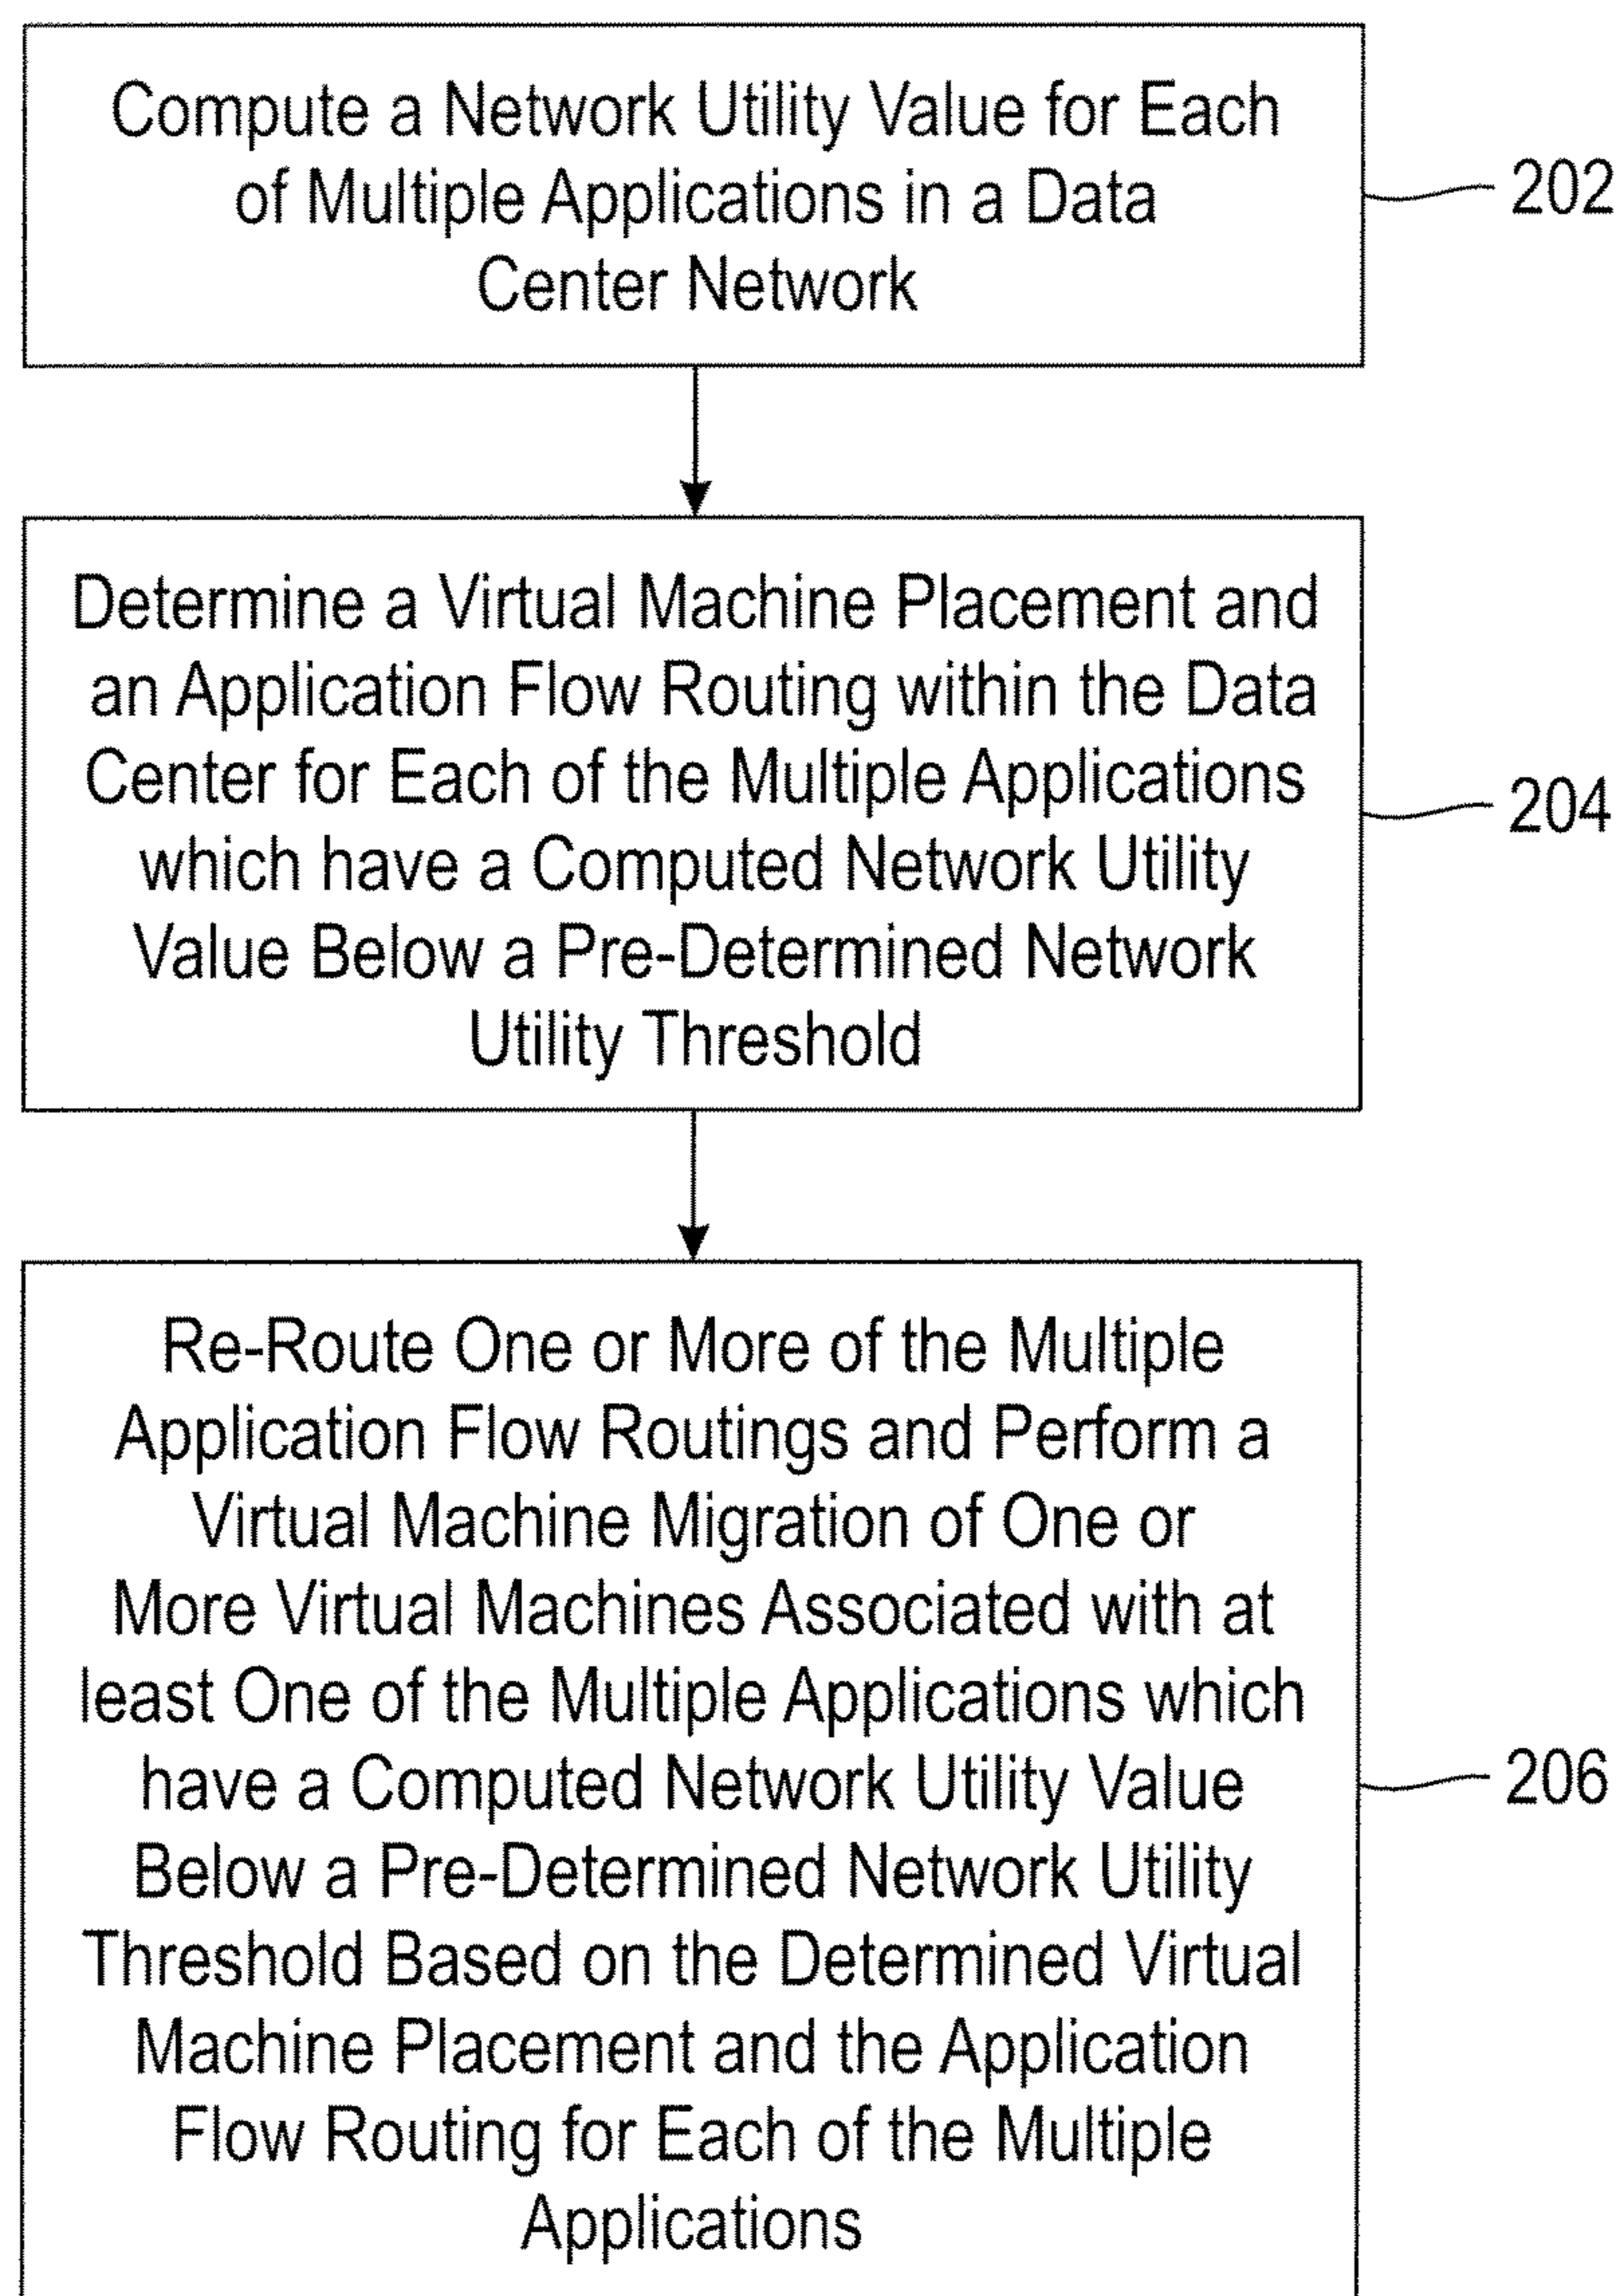 Compute a Network Utility Value for Each
of Multiple Applications in a Data
Center Network
202
Determine a Virtual Machine Placement and
an Application Flow Routing within the Data
Center for Each of the Multiple Applications
which have a Computed Network Utility
Value Below a Pre-Determined Network
Utility Threshold
204
Re-Route One or More of the Multiple
Application Flow Routings and Perform a
Virtual Machine Migration of One or
More Virtual Machines Associated with at
least One of the Multiple Applications which
have a Computed Network Utility Value
Below a Pre-Determined Network Utility
Threshold Based on the Determined Virtual
Machine Placement and the Application
Flow Routing for Each of the Multiple
Applications
206